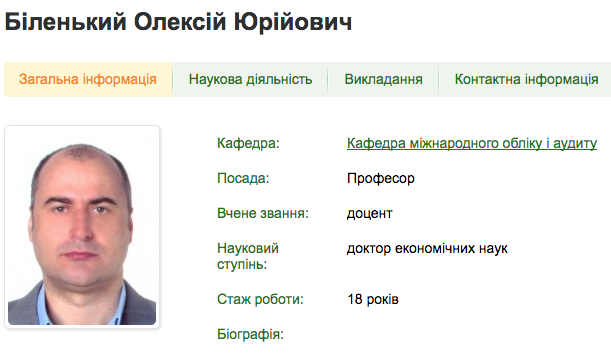 Біленький Олексій Юрійович
Загальна інформація
Наукова діяльність
Викладання
Контактна інформація
Кафедра: Кафедра міжнародного обліку і аудиту
Посада: Професор
Вчене звання: доцент
Науковий доктор економічних наук
ступінь:
Стаж роботи: 18 років
Біографія: